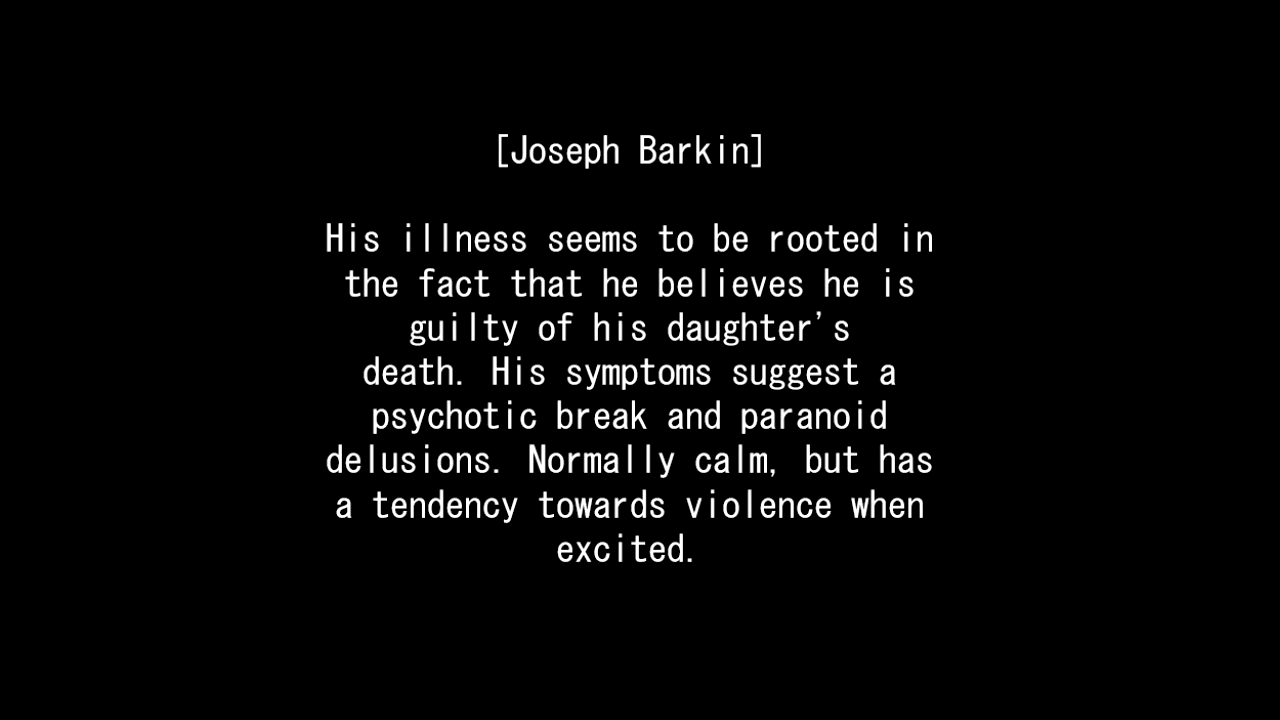 [Joseph Barkin]
His illness seems to be rooted in
the fact that he believes he is
guilty of his daughter's
death. His symptoms suggest a
psychotic break and paranoid
delusions. Normally calm, but has
a tendency towards violence when
excited.